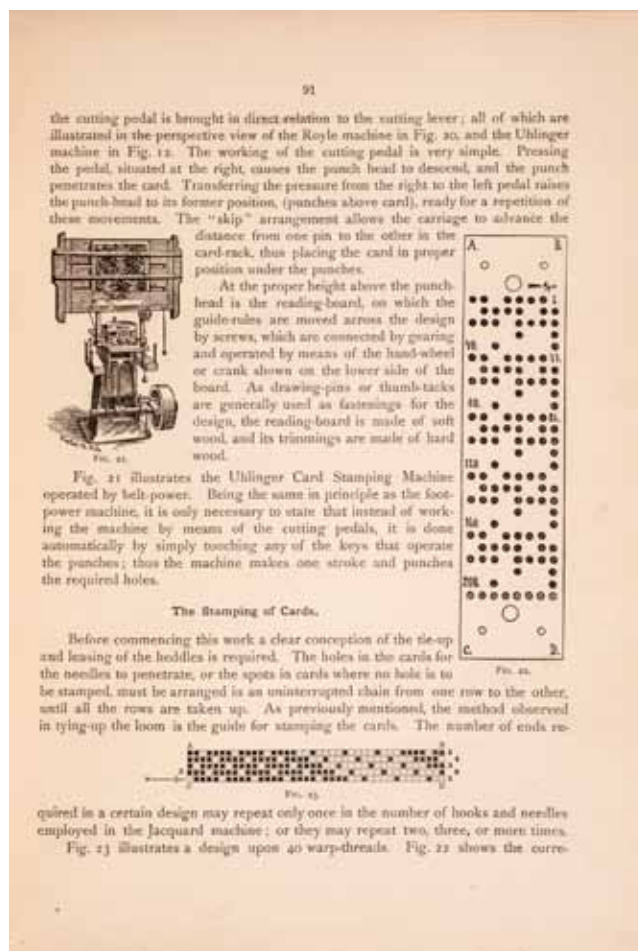 91
the cutting pedal is brought in direct relation to the cutting lever; all of which are
illustrated in the perspective view of the Royle machine in Fig. 20, and the Uhlinger
machine in Fig. 12. The working of the cutting pedal is very simple. Pressing
the pedal, situated at the right, causes the punch head to descend, and the punch
penetrates the card. Transferring the pressure from the right to the left pedal raises
the punch-head to its former position, (punches above card), ready for a repetition of
these movements. The "skip" arrangement allows the carriage to advance the
distance from one pin to the other in the
card-rack, thus placing the card in proper
position under the punches.
At the proper height above the punch-
head is the reading-board, on which the
guide-rules are moved across the design
by screws, which are connected by gearing
and operated by means of the hand-wheel
or crank shown on the lower side of the
board. As drawing-pins or thumb-tacks
are generally used as fastenings for the
design, the reading-board is made of soft
wood, and its trimmings are made of hard
wood.
Fig. 21.
Fig. 21 illustrates the Uhlinger Card Stamping Machine
operated by belt-power. Being the same in principle as the foot-
power machine, it is only necessary to state that instead of work-
ing the machine by means of the cutting pedals, it is done
automatically by simply touching any of the keys that operate
the punches; thus the machine makes one stroke and punches
the required holes.
A. B.
C. D.
Fig. 22.
The Stamping of Cards.
Before commencing this work a clear conception of the tie-up
and leasing of the heddles is required. The holes in the cards for
the needles to penetrate, or the spots in cards where no hole is to
be stamped, must be arranged in an uninterrupted chain from one row to the other,
until all the rows are taken up. As previously mentioned, the method observed
in tying-up the loom is the guide for stamping the cards. The number of ends re-
Fig. 23.
quired in a certain design may repeat only once in the number of hooks and needles
employed in the Jacquard machine; or they may repeat two, three, or more times.
Fig. 23 illustrates a design upon 40 warp-threads. Fig. 22 shows the corre-